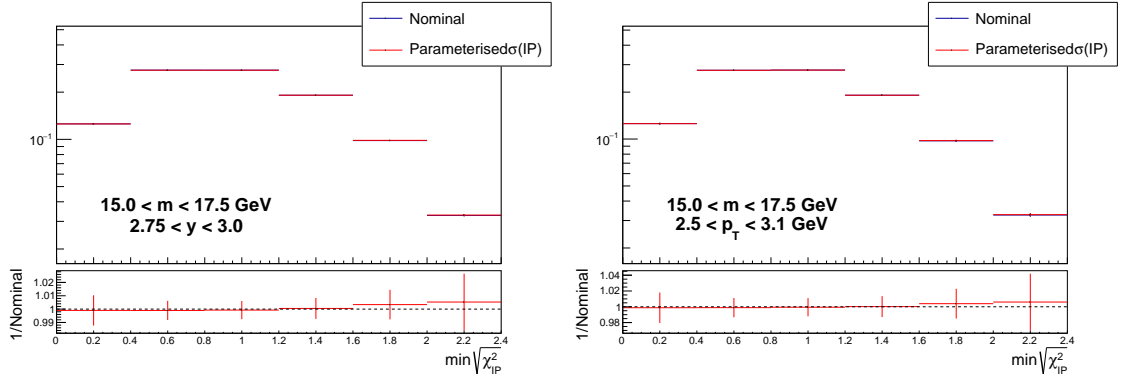 Nominal
Parameterisedσ(IP)
10⁻¹
15.0 < m < 17.5 GeV
2.75 < y < 3.0
1/Nominal
1.02
1.01
1
0.99
0 0.2 0.4 0.6 0.8 1 1.2 1.4 1.6 1.8 2 2.2 2.4
min√χ²_IP
Nominal
Parameterisedσ(IP)
10⁻¹
15.0 < m < 17.5 GeV
2.5 < p_T < 3.1 GeV
1/Nominal
1.04
1.02
1
0.98
0 0.2 0.4 0.6 0.8 1 1.2 1.4 1.6 1.8 2 2.2 2.4
min√χ²_IP